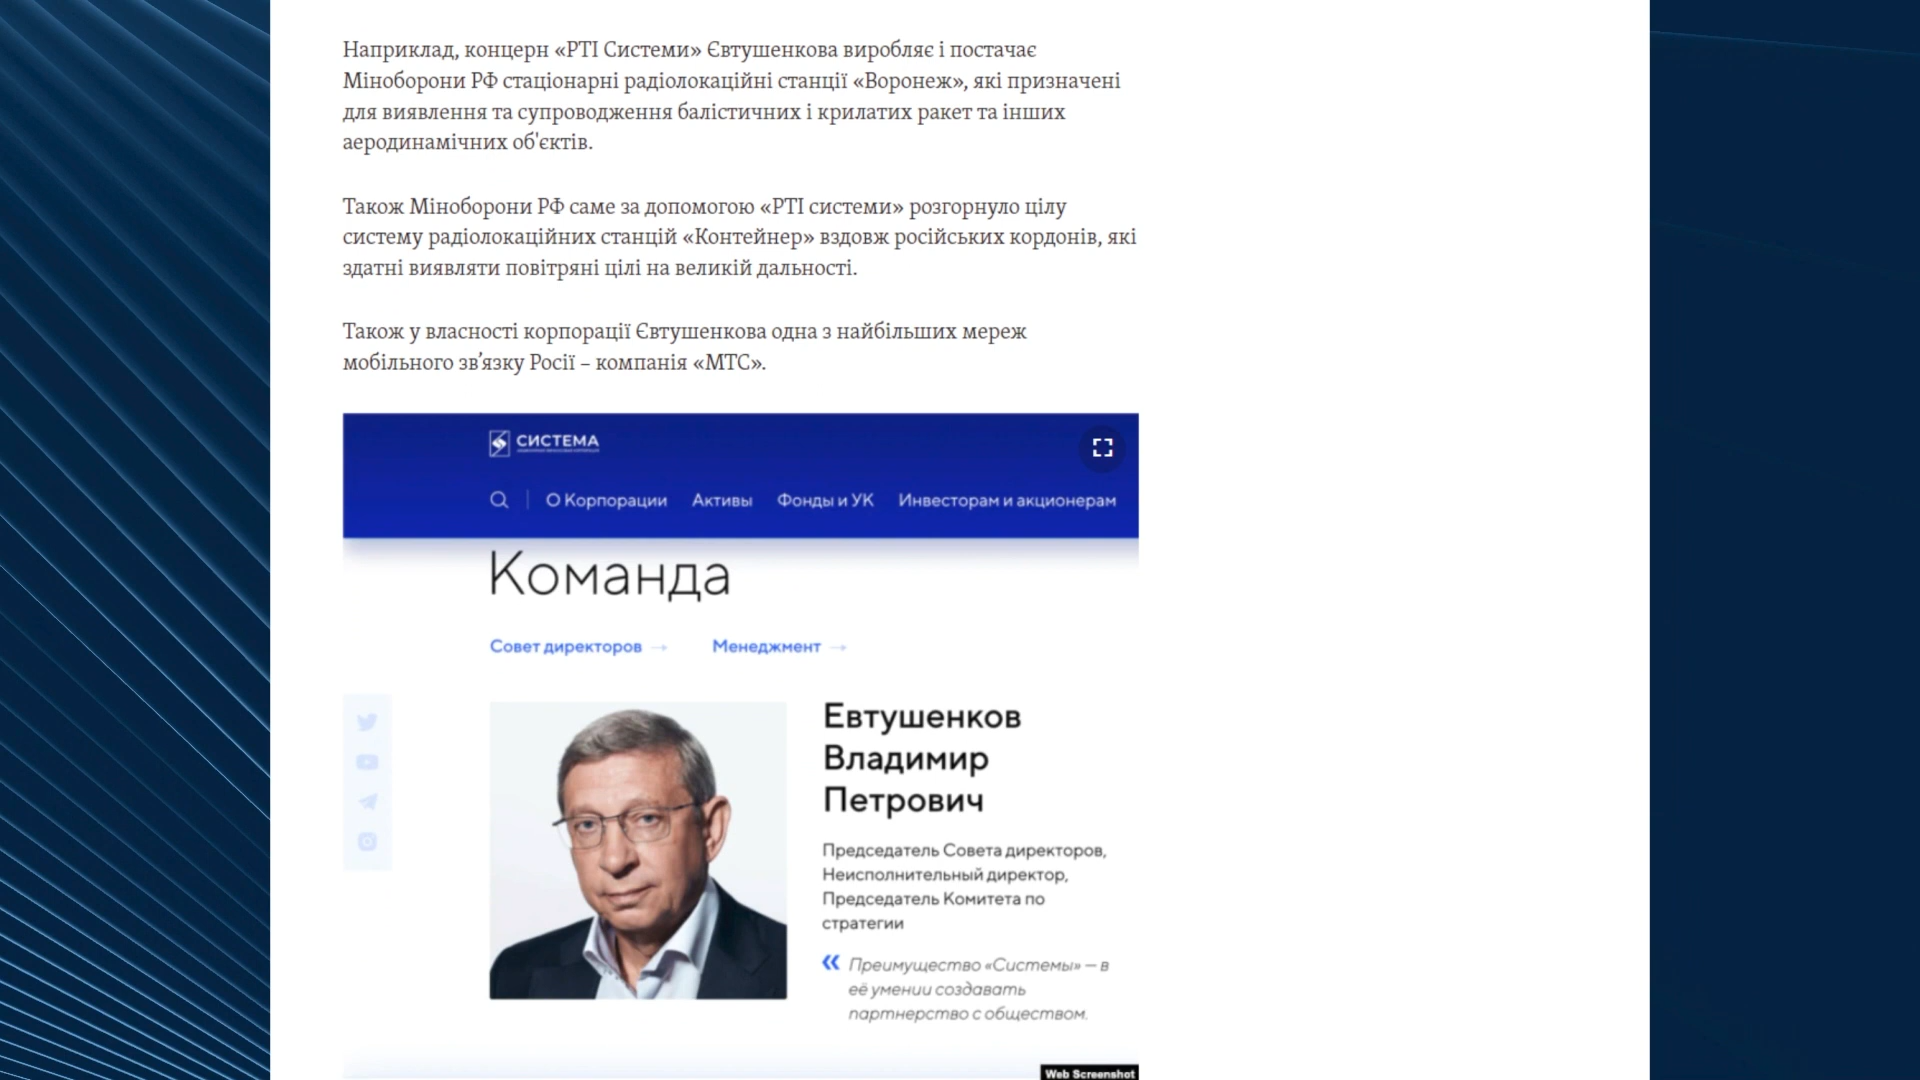 Наприклад, концерн «РТІ Системи» Євтушенкова виробляє і постачає
Міноборони РФ стаціонарні радіолокаційні станції «Воронеж», які призначені
для виявлення та супроводження балістичних і крилатих ракет та інших
аеродинамічних об'єктів.
Також Міноборони РФ саме за допомогою «РТІ системи» розгорнуло цілу
систему радіолокаційних станцій «Контейнер» вздовж російських кордонів, які
здатні виявляти повітряні цілі на великій дальності.
Також у власності корпорації Євтушенкова одна з найбільших мереж
мобільного зв’язку Росії – компанія «МТС».
СИСТЕМА
О Корпорации Активы Фонды и УК Инвесторам и акционерам
Команда
Совет директоров → Менеджмент →
Евтушенков
Владимир
Петрович
Председатель Совета директоров,
Неисполнительный директор,
Председатель Комитета по
стратегии
« Преимущество «Системы» — в
её умении создавать
партнерство с обществом.
Web Screenshot